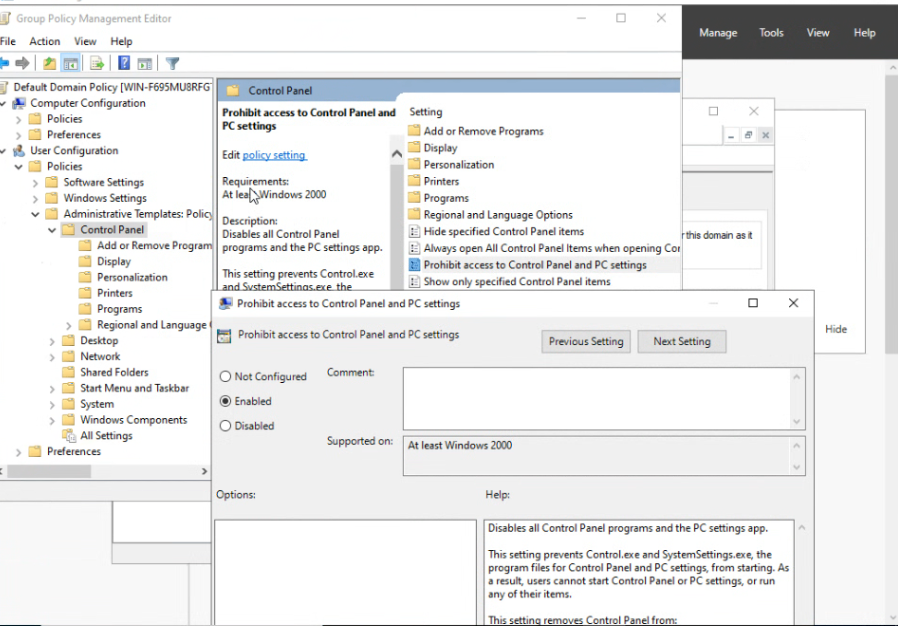 Group Policy Management Editor
File Action View Help
Default Domain Policy [WIN-F695MU8RFG
Computer Configuration
Policies
Preferences
User Configuration
Policies
Software Settings
Windows Settings
Administrative Templates: Policy
Control Panel
Add or Remove Program
Display
Personalization
Printers
Programs
Regional and Language
Desktop
Network
Shared Folders
Start Menu and Taskbar
System
Windows Components
All Settings
Preferences
Control Panel
Prohibit access to Control Panel and
PC settings
Edit policy setting
Requirements:
At least Windows 2000
Description:
Disables all Control Panel
programs and the PC settings app.
This setting prevents Control.exe
and SystemSettings.exe, the
Setting
Add or Remove Programs
Display
Personalization
Printers
Programs
Regional and Language Options
Hide specified Control Panel items
Always open All Control Panel Items when opening Cor
Prohibit access to Control Panel and PC settings
Show only specified Control Panel items
Manage Tools View Help
r this domain as it
Hide
Prohibit access to Control Panel and PC settings
Prohibit access to Control Panel and PC settings
Previous Setting Next Setting
Not Configured
Enabled
Disabled
Comment:
Supported on: At least Windows 2000
Options:
Help:
Disables all Control Panel programs and the PC settings app.
This setting prevents Control.exe and SystemSettings.exe, the
program files for Control Panel and PC settings, from starting. As
a result, users cannot start Control Panel or PC settings, or run
any of their items.
This setting removes Control Panel from: